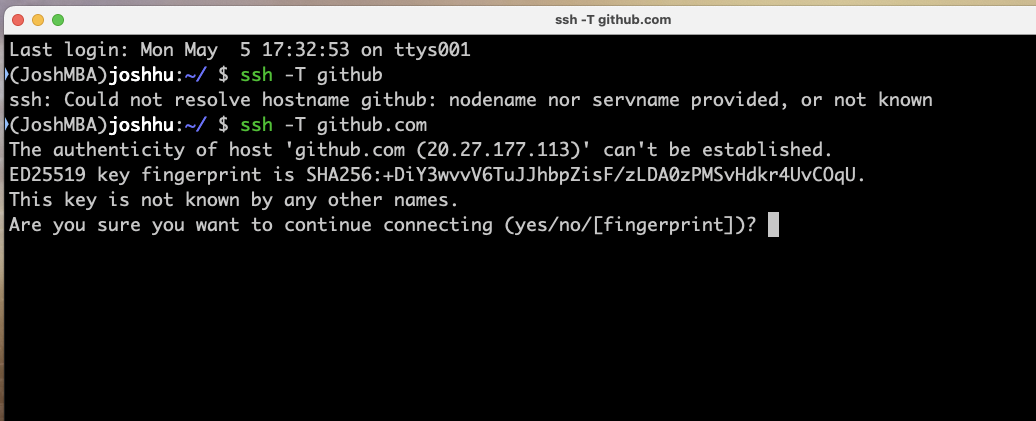 ssh -T github.com
Last login: Mon May  5 17:32:53 on ttys001
(JoshMBA)joshhu:~/ $ ssh -T github
ssh: Could not resolve hostname github: nodename nor servname provided, or not known
(JoshMBA)joshhu:~/ $ ssh -T github.com
The authenticity of host 'github.com (20.27.177.113)' can't be established.
ED25519 key fingerprint is SHA256:+DiY3wvvV6TuJJhbpZisF/zLDA0zPMSvHdkr4UvCOqU.
This key is not known by any other names.
Are you sure you want to continue connecting (yes/no/[fingerprint])?